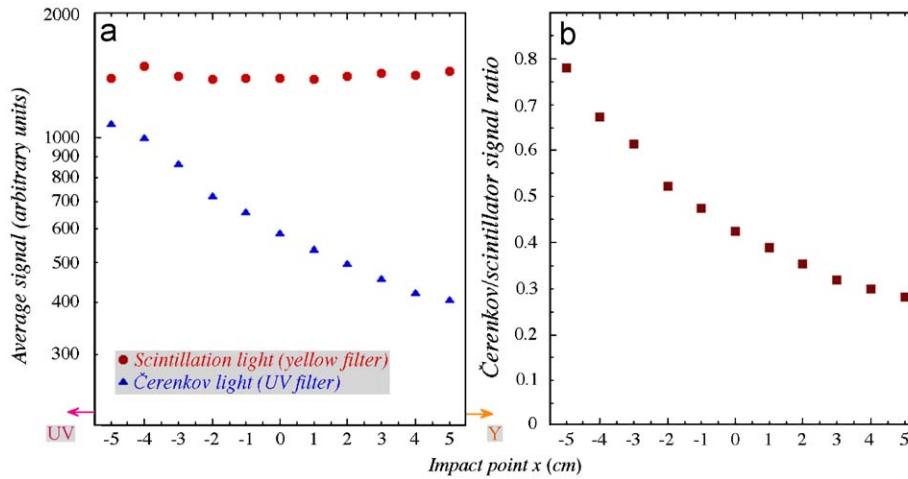 a
2000
1000
900
800
700
600
500
400
300
Average signal (arbitrary units)
Scintillation light (yellow filter)
Čerenkov light (UV filter)
UV
Y
-5 -4 -3 -2 -1 0 1 2 3 4 5
b
0.8
0.7
0.6
0.5
0.4
0.3
0.2
0.1
0
Čerenkov/scintillator signal ratio
-5 -4 -3 -2 -1 0 1 2 3 4 5
Impact point x (cm)